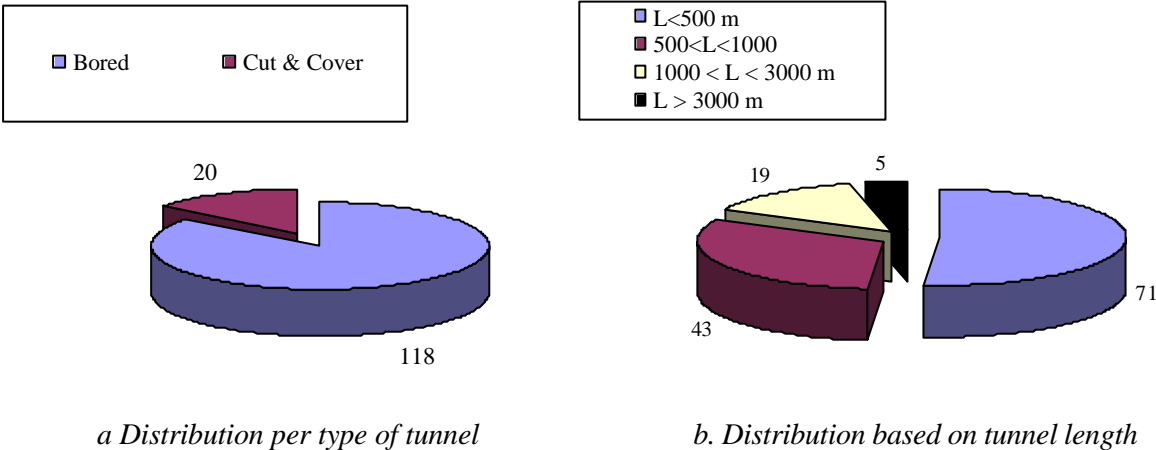 Bored
Cut & Cover
20
118
a Distribution per type of tunnel
L<500 m
500<L<1000
1000 < L < 3000 m
L > 3000 m
5
19
71
43
b. Distribution based on tunnel length